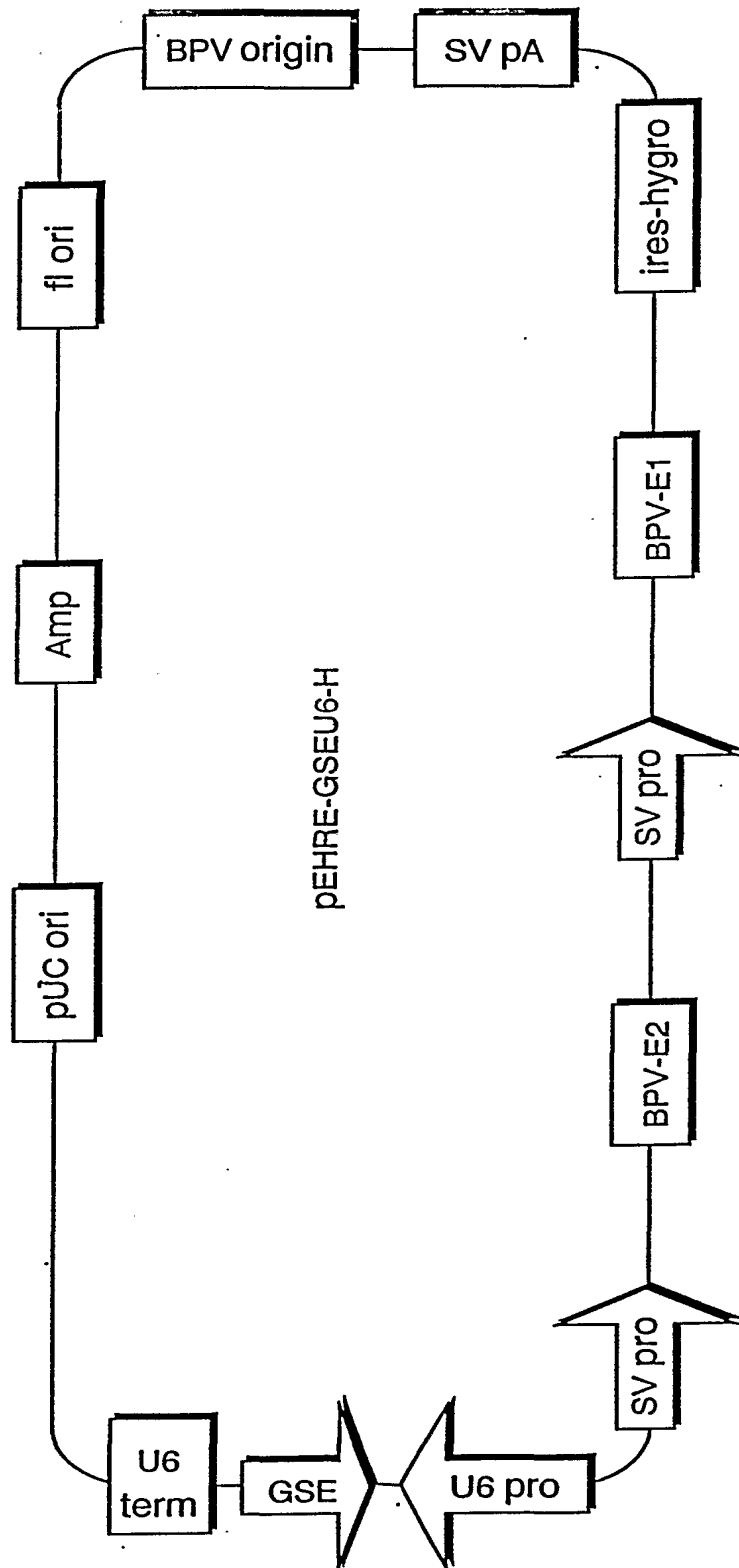 BPV origin
SV pA
fl ori
ires-hygro
Amp
BPV-E1
pEHRE-GSEU6-H
SV pro
pUC ori
BPV-E2
SV pro
U6
term
GSE
U6 pro